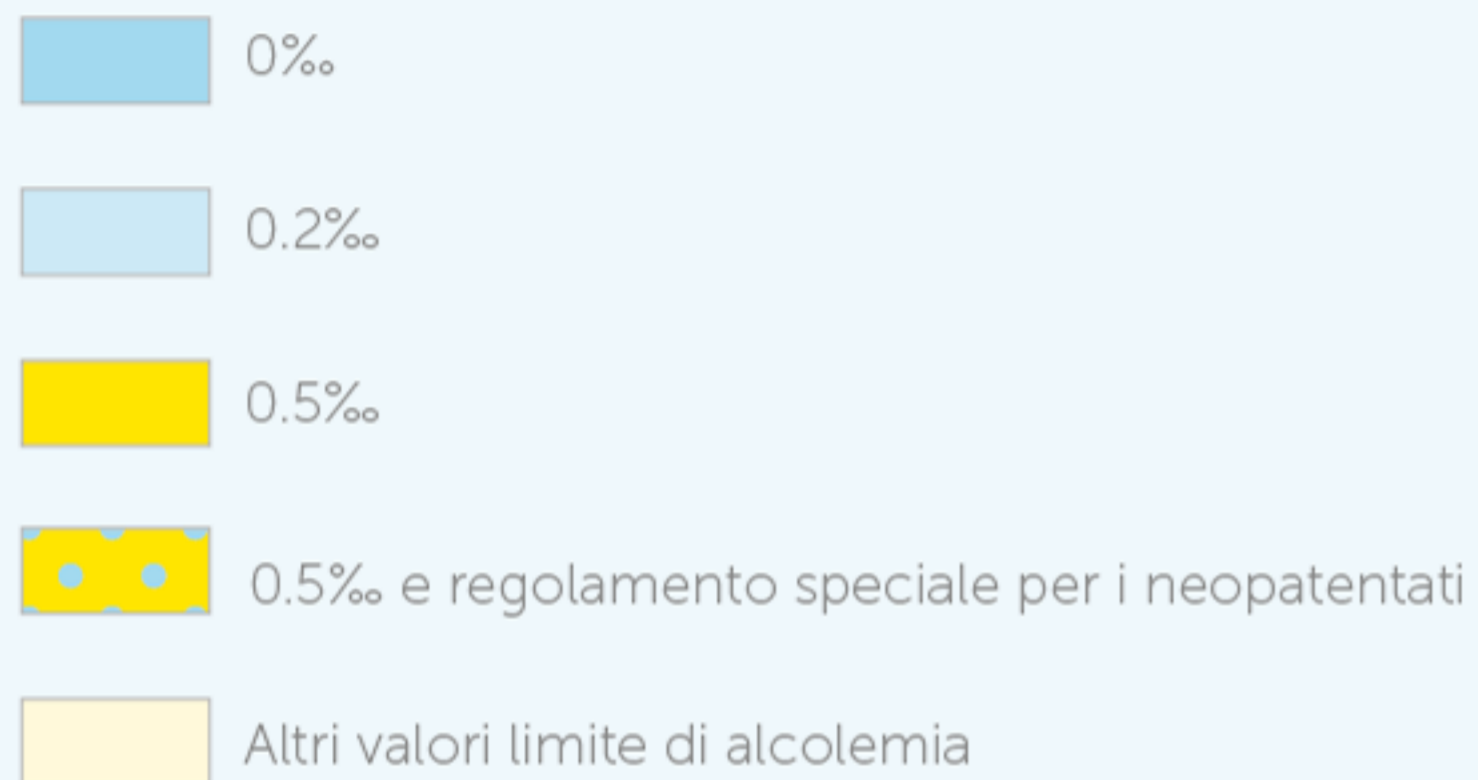 0‰
0.2‰
0.5‰
0.5‰ e regolamento speciale per i neopatentati
Altri valori limite di alcolemia